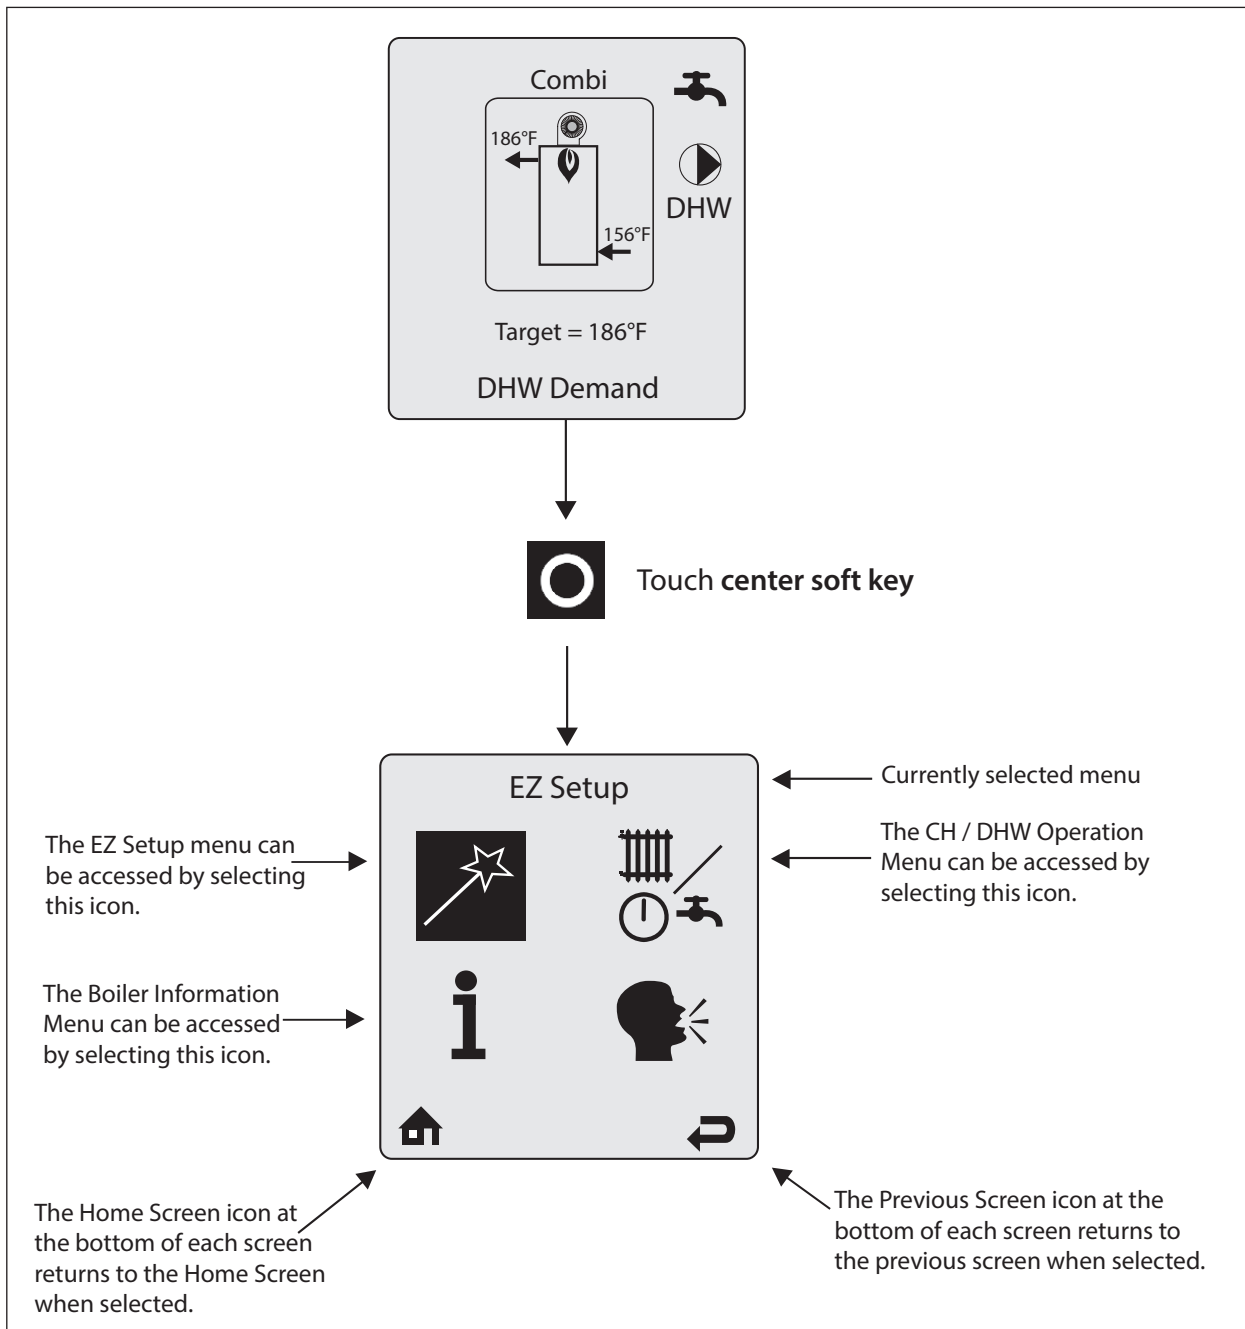 Combi
186°F
156°F
DHW
Target = 186°F
DHW Demand
Touch center soft key
EZ Setup
Currently selected menu
The EZ Setup menu can
be accessed by selecting
this icon.
The CH / DHW Operation
Menu can be accessed by
selecting this icon.
The Boiler Information
Menu can be accessed
by selecting this icon.
The Home Screen icon at
the bottom of each screen
returns to the Home Screen
when selected.
The Previous Screen icon at the
bottom of each screen returns to
the previous screen when selected.